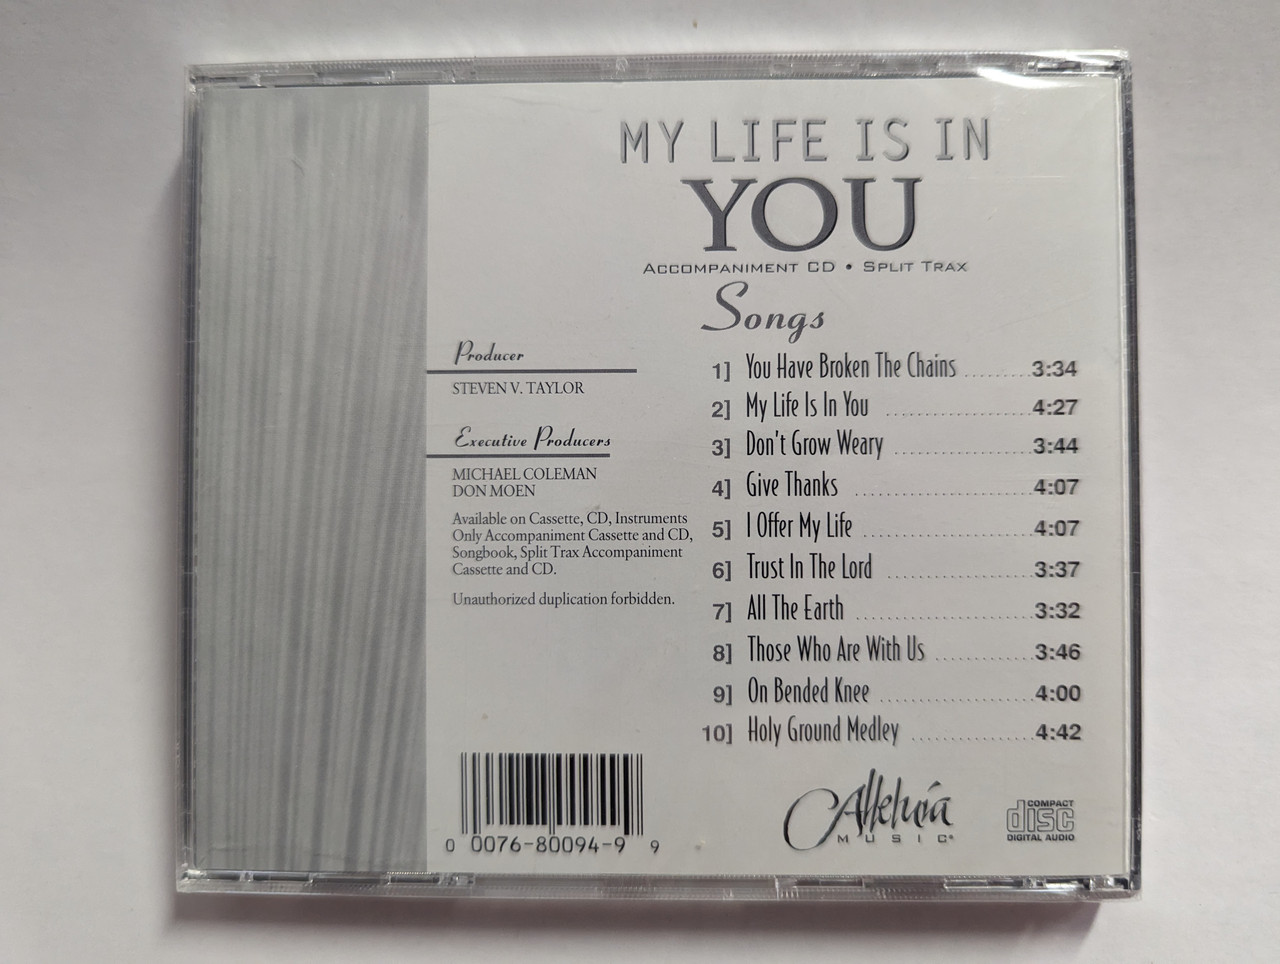 MY LIFE IS IN
YOU
ACCOMPANIMENT CD • SPLIT TRAX
Songs
1] You Have Broken The Chains ..........3:34
2] My Life Is In You ......................4:27
3] Don't Grow Weary .....................3:44
4] Give Thanks ..........................4:07
5] I Offer My Life .........................4:07
6] Trust In The Lord .....................3:37
7] All The Earth ..........................3:32
8] Those Who Are With Us ..............3:46
9] On Bended Knee ......................4:00
10] Holy Ground Medley ..................4:42
Producer
STEVEN V. TAYLOR
Executive Producers
MICHAEL COLEMAN
DON MOEN
Available on Cassette, CD, Instruments
Only Accompaniment Cassette and CD,
Songbook, Split Trax Accompaniment
Cassette and CD.
Unauthorized duplication forbidden.
0 0076-80094-9 9
Alleluia
MUSIC®
COMPACT
disc
DIGITAL AUDIO